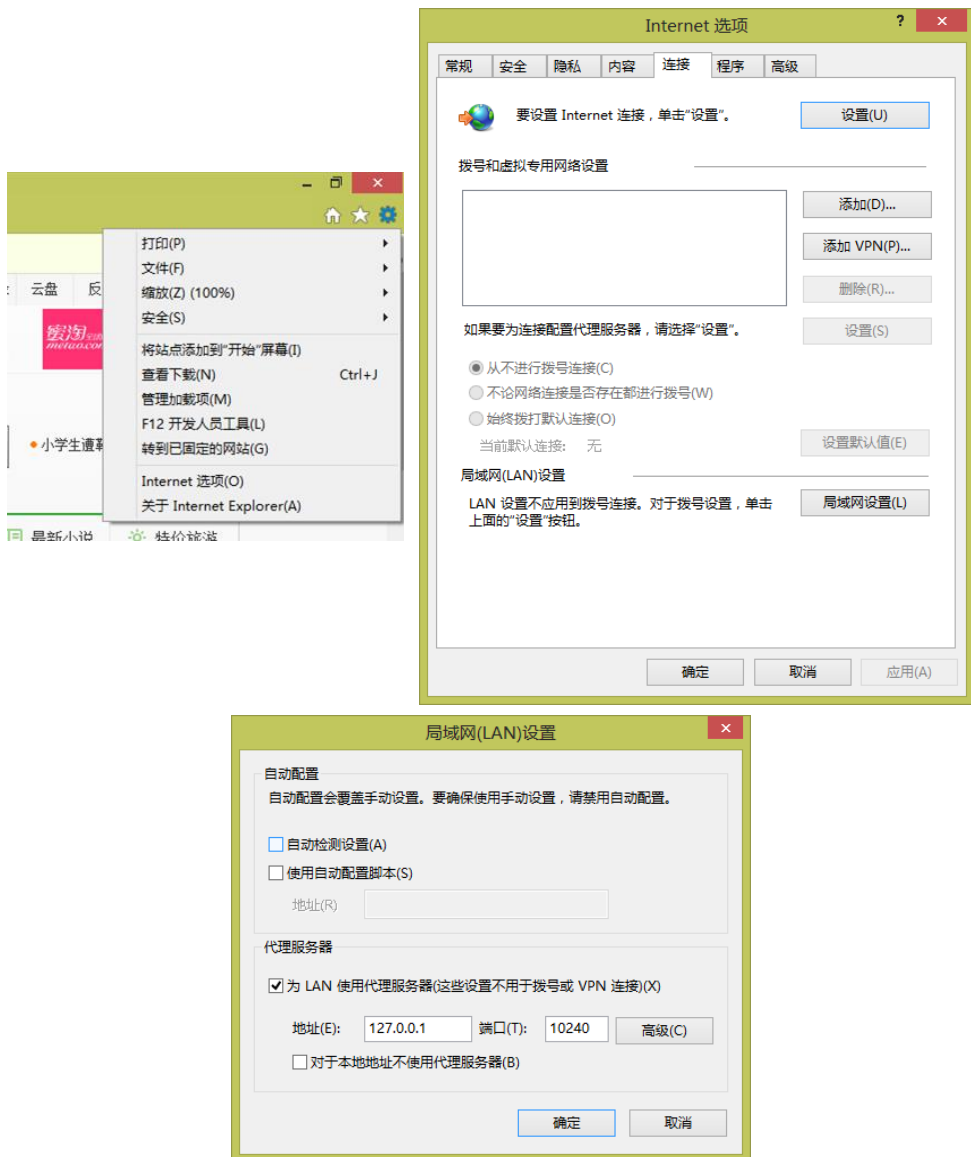 云盘
反
蜜淘
metao.com
小学生遭
最新小说
特价旅游
打印(P)
文件(F)
缩放(Z) (100%)
安全(S)
将站点添加到“开始”屏幕(I)
查看下载(N) Ctrl+J
管理加载项(M)
F12 开发人员工具(L)
转到已固定的网站(G)
Internet 选项(O)
关于 Internet Explorer(A)
Internet 选项
常规 安全 隐私 内容 连接 程序 高级
要设置 Internet 连接，单击“设置”。 设置(U)
拨号和虚拟专用网络设置
添加(D)...
添加 VPN(P)...
删除(R)...
如果要为连接配置代理服务器，请选择“设置”。 设置(S)
从不进行拨号连接(C)
不论网络连接是否存在都进行拨号(W)
始终拨打默认连接(O)
当前默认连接: 无 设置默认值(E)
局域网(LAN)设置
LAN 设置不应用到拨号连接。对于拨号设置，单击 局域网设置(L)
上面的“设置”按钮。
确定 取消 应用(A)
局域网(LAN)设置
自动配置
自动配置会覆盖手动设置。要确保使用手动设置，请禁用自动配置。
自动检测设置(A)
使用自动配置脚本(S)
地址(R)
代理服务器
为 LAN 使用代理服务器(这些设置不用于拨号或 VPN 连接)(X)
地址(E): 127.0.0.1 端口(T): 10240 高级(C)
对于本地地址不使用代理服务器(B)
确定 取消